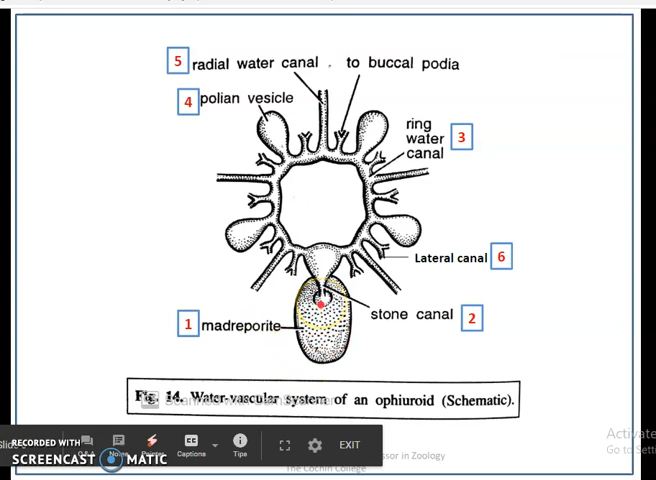 5 radial water canal to buccal podia
4 polian vesicle
ring
water
canal
3
Lateral canal 6
stone canal 2
1 madreporite
Fig. 14. Water-vascular system of an ophiuroid (Schematic).
RECORDED WITH
SCREENCAST MATIC
Captions
Tips
EXIT
sor in Zoology
The Cochin College
Activate
Go to Setti